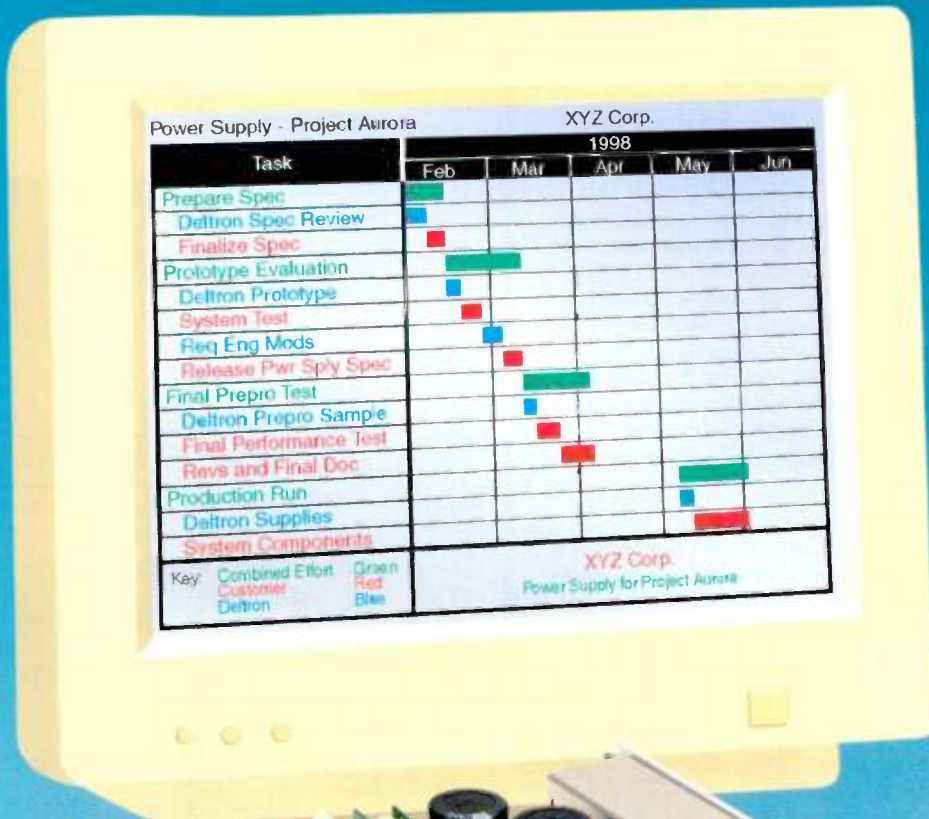 Power Supply - Project Aurora XYZ Corp.
Task 1998
Feb Mar Apr May Jun
Prepare Spec
Deltron Spec Review
Finalize Spec
Prototype Evaluation
Deltron Prototype
System Test
Req Eng Mods
Release Pwr Sply Spec
Final Prepro Test
Deltron Prepro Sample
Final Performance Test
Revs and Final Doc
Production Run
Deltron Supplies
System Components
Key: Combined Effort Green
Customer Red
Deltron Blue
XYZ Corp.
Power Supply for Project Aurora